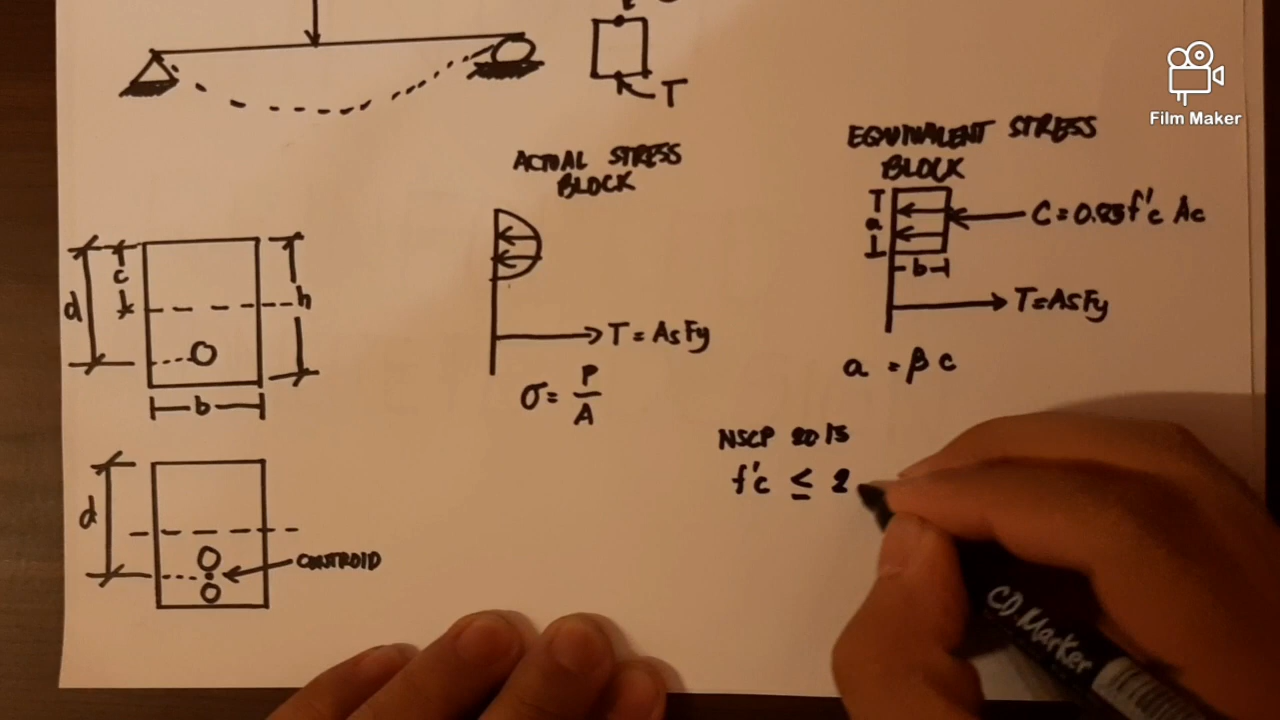 Film Maker
T
ACTUAL STRESS
BLOCK
EQUIVALENT STRESS
BLOCK
a
b
C = 0.85f'c Ac
T = AsFy
a = β c
T = AsFy
σ = P/A
d
c
h
b
NSCP 2015
f'c ≤ 2
d
CENTROID
CD. Marker